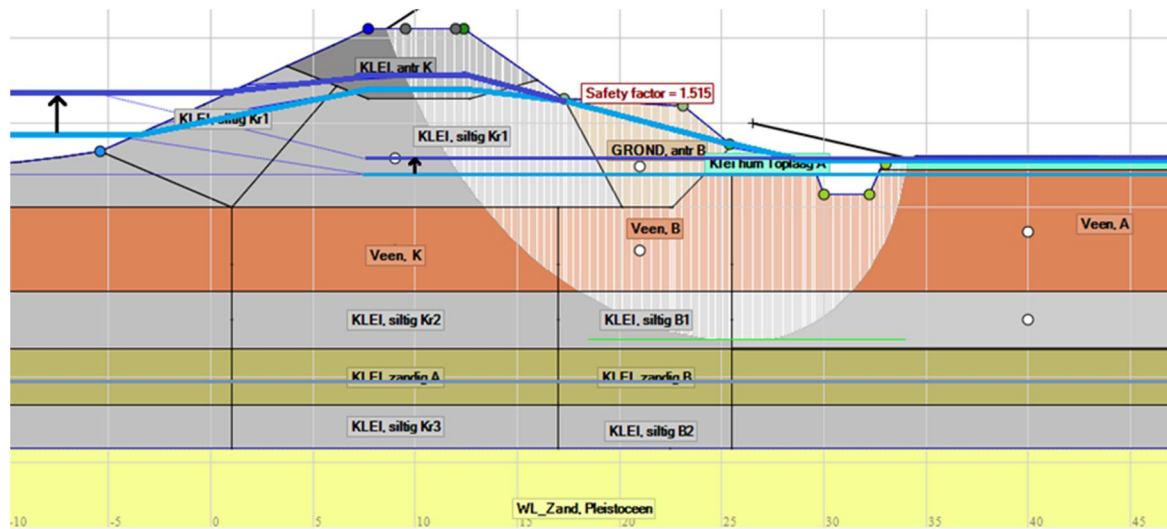 KLEI, antr K
Safety factor = 1.515
KLEI, siltig Kr1
KLEI, siltig Kr1
GROND, antr B
Klei hum Toplaag A
Veen, A
Veen, B
Veen, K
KLEI, siltig Kr2
KLEI, siltig B1
KLEI zandig A
KLEI zandig B
KLEI, siltig Kr3
KLEI, siltig B2
WL_Zand, Pleistoceen
-10 -5 0 5 10 15 20 25 30 35 40 45